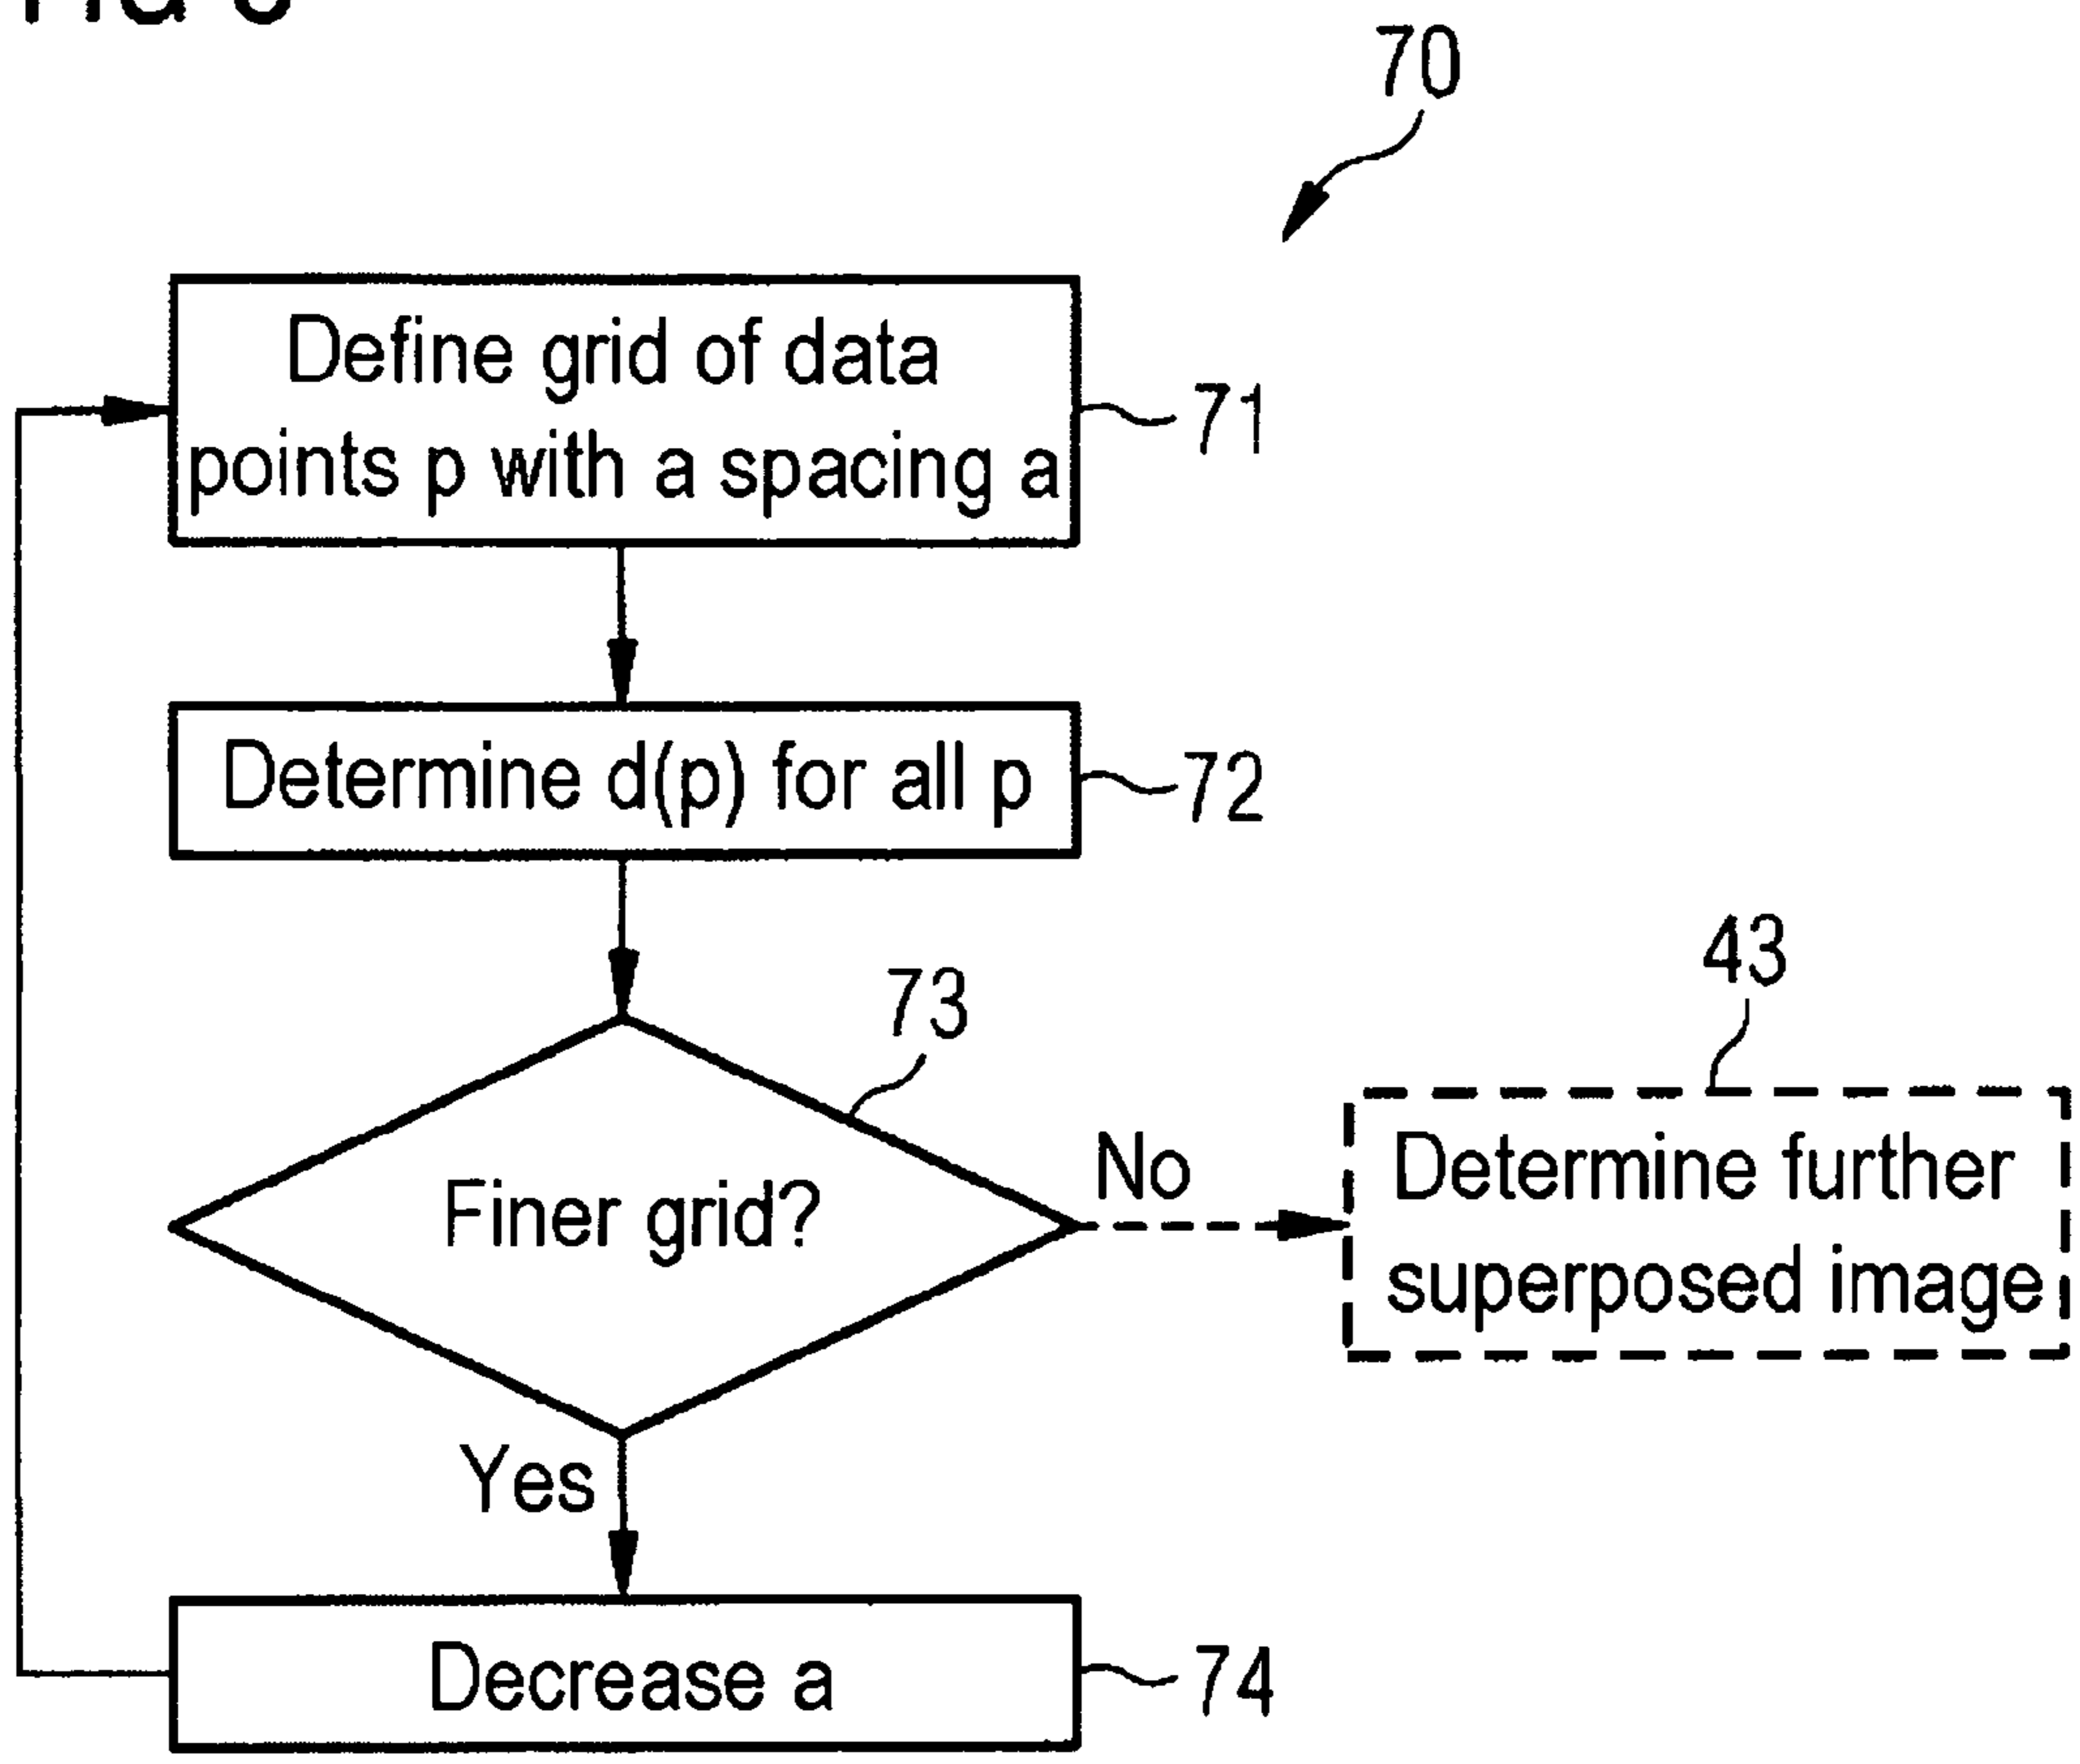 70
Define grid of data
points p with a spacing a
71
Determine d(p) for all p
72
73
43
Finer grid?
No
Determine further
superposed image
Yes
Decrease a
74